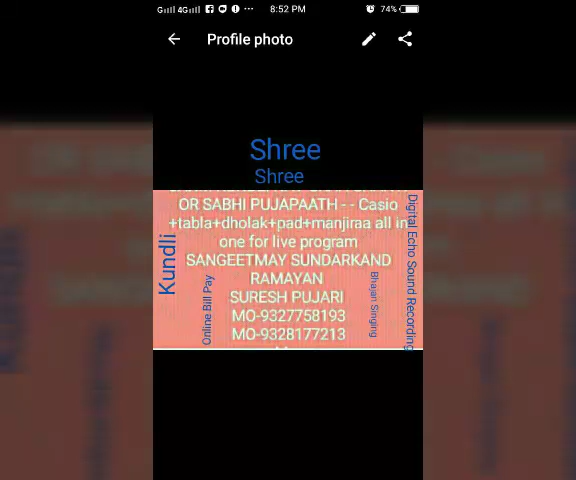 8:52 PM
74%
Profile photo
Shree
Shree
OR SABHI PUJAPAATH - - Casio
+tabla+dholak+pad+manjiraa all in
one for live program
SANGEETMAY SUNDARKAND
RAMAYAN
SURESH PUJARI
MO-9327758193
MO-9328177213
Kundli
Online Bill Pay
Bhajan Singing
Digital Echo Sound Recording